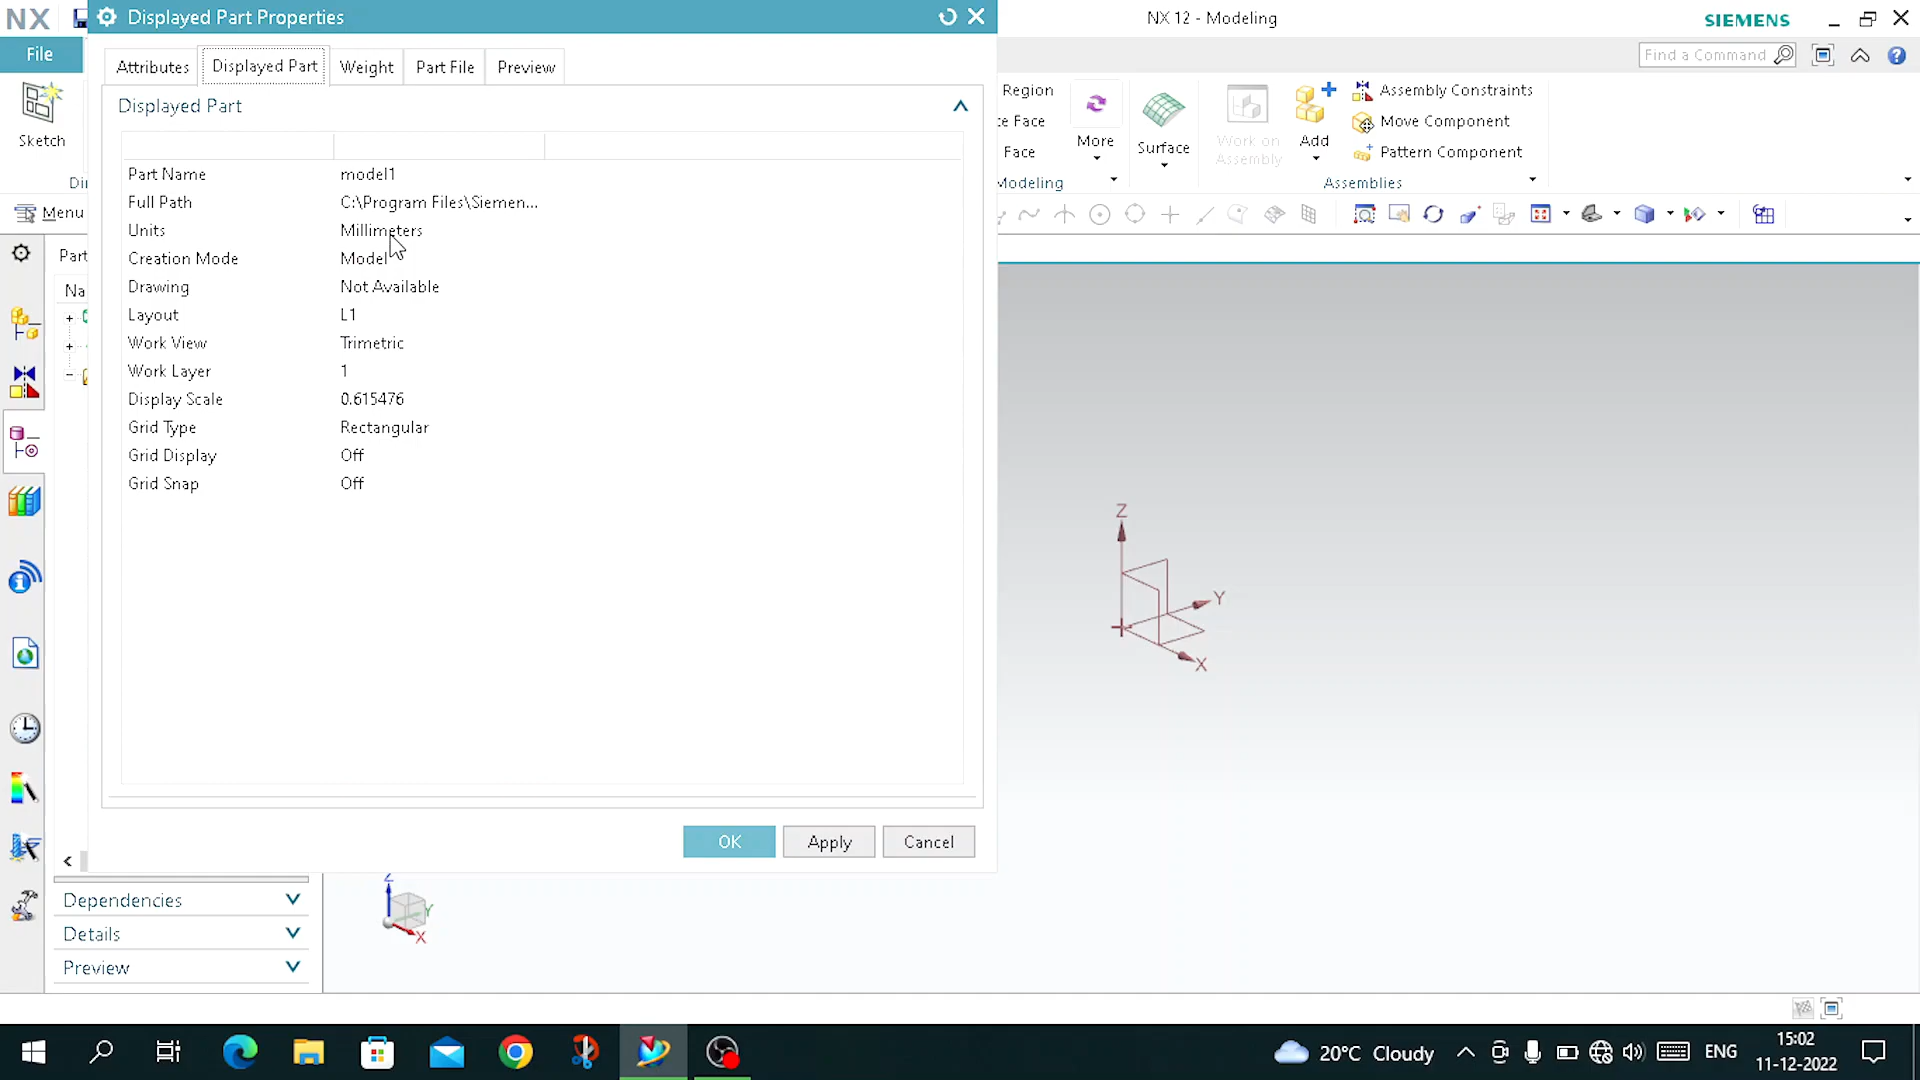 NX
Displayed Part Properties
NX 12 - Modeling
SIEMENS
File
Attributes
Displayed Part
Weight
Part File
Preview
Find a Command
Displayed Part
Sketch
Region
Face
Face
More
Surface
Work on
Assembly
Add
Assembly Constraints
Move Component
Pattern Component
Modeling
Assemblies
Menu
Part Name model1
Full Path C:\Program Files\Siemen...
Units Millimeters
Creation Mode Model
Drawing Not Available
Layout L1
Work View Trimetric
Work Layer 1
Display Scale 0.615476
Grid Type Rectangular
Grid Display Off
Grid Snap Off
Part
Na
Z
Y
X
OK
Apply
Cancel
Dependencies
Details
Preview
Z
Y
X
20°C Cloudy
ENG
15:02
11-12-2022